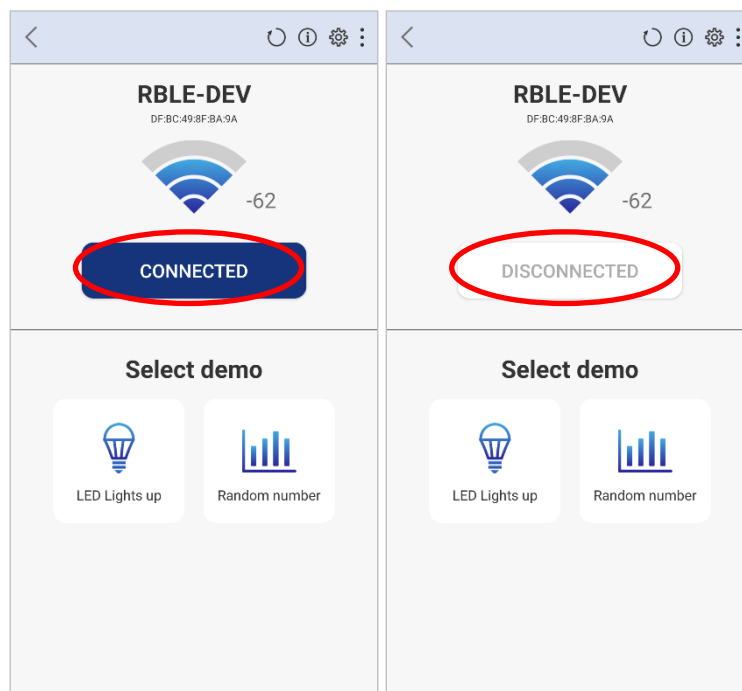 RBLE-DEV
DF:BC:49:8F:BA:9A
-62
CONNECTED
Select demo
LED Lights up
Random number
RBLE-DEV
DF:BC:49:8F:BA:9A
-62
DISCONNECTED
Select demo
LED Lights up
Random number